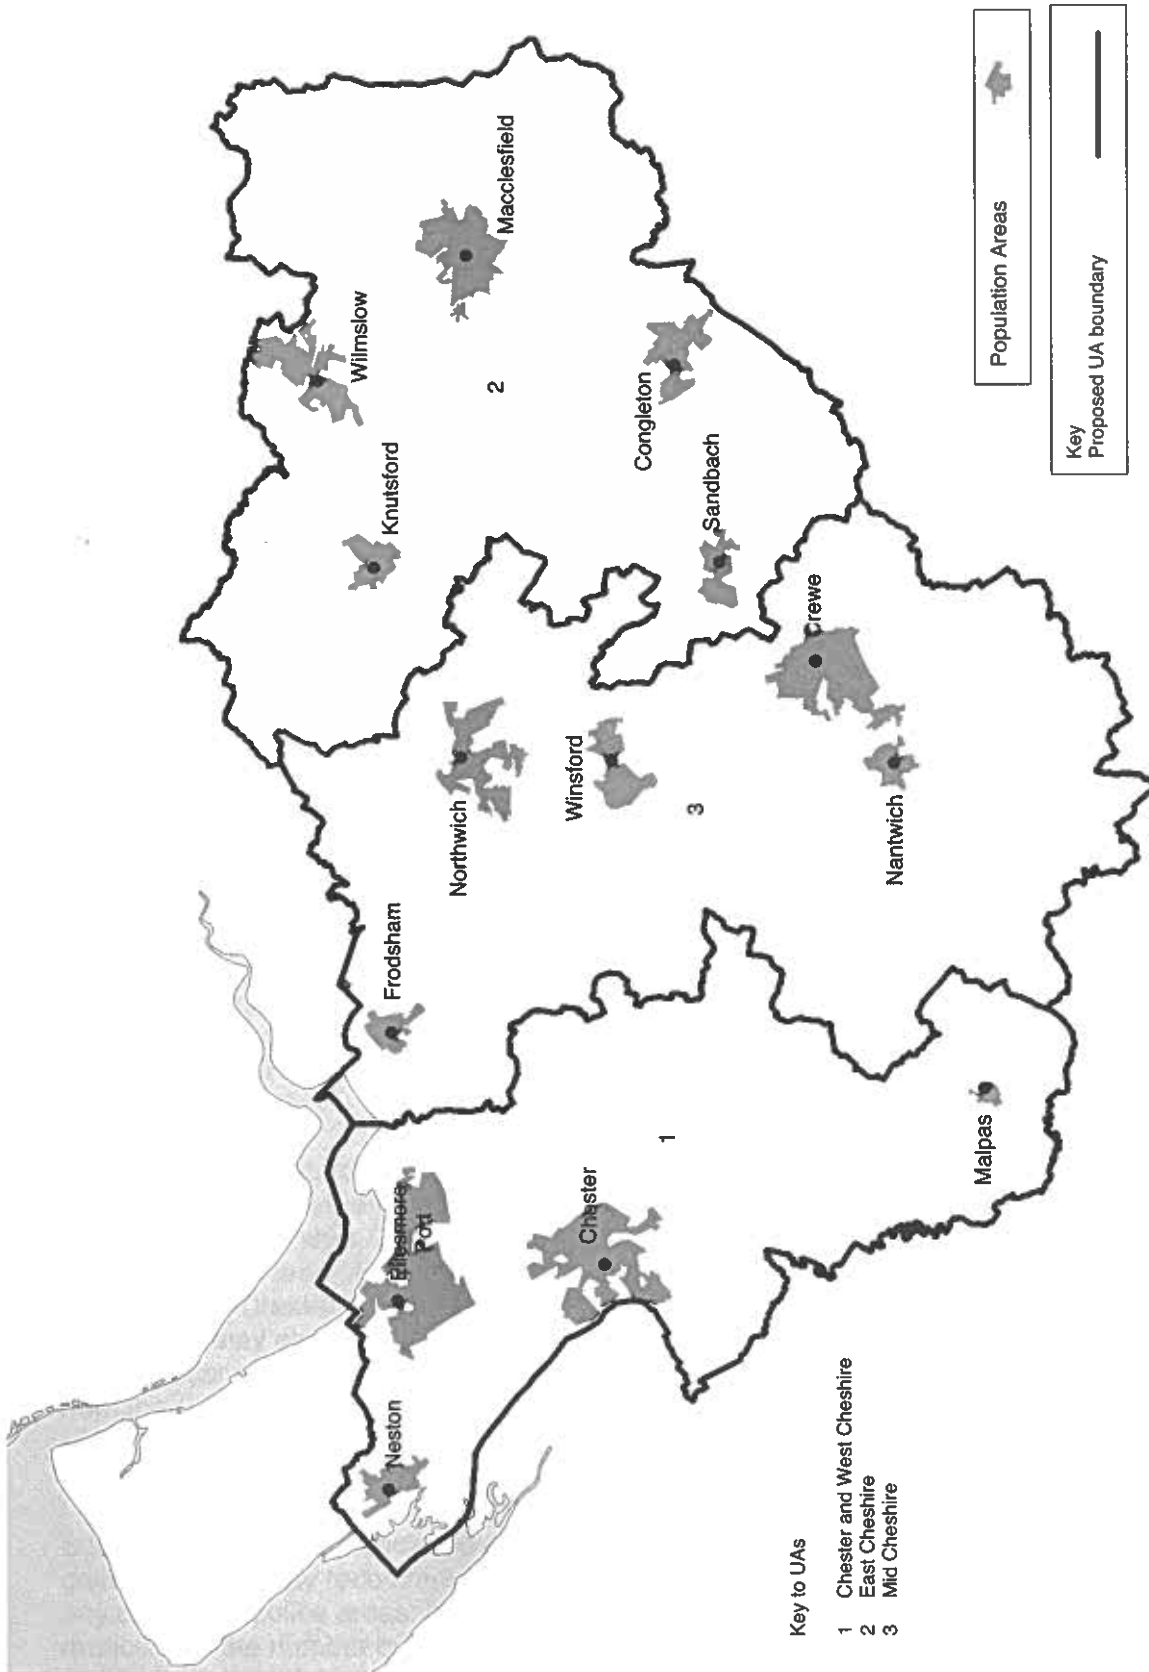 Wilmslow
Macclesfield
Knutsford
2
Congleton
Sandbach
Northwich
Winsford
3
Crewe
Nantwich
Frodsham
Ellesmere
Port
Neston
Chester
1
Malpas
Key to UAs
1 Chester and West Cheshire
2 East Cheshire
3 Mid Cheshire
Population Areas
Key
Proposed UA boundary